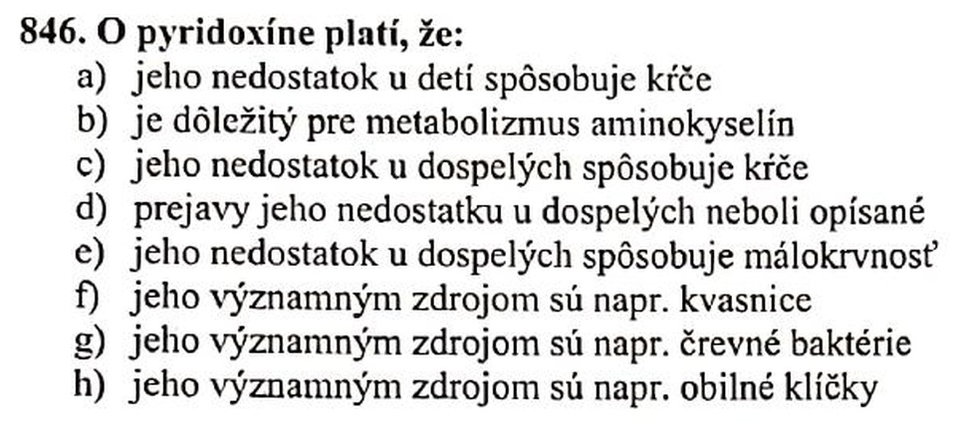 846. O pyridoxíne platí, že:
a) jeho nedostatok u detí spôsobuje kŕče
b) je dôležitý pre metabolizmus aminokyselín
c) jeho nedostatok u dospelých spôsobuje kŕče
d) prejavy jeho nedostatku u dospelých neboli opísané
e) jeho nedostatok u dospelých spôsobuje málokrvnosť
f) jeho významným zdrojom sú napr. kvasnice
g) jeho významným zdrojom sú napr. črevné baktérie
h) jeho významným zdrojom sú napr. obilné klíčky